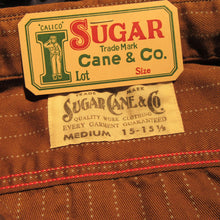 "CALICO"
SUGAR
Trade Mark
Cane & Co.
Lot Size
TRADE MARK
SUGAR CANE & CO
QUALITY WORK CLOTHING
EVERY GARMENT GUARANTEED
MEDIUM 15-15½